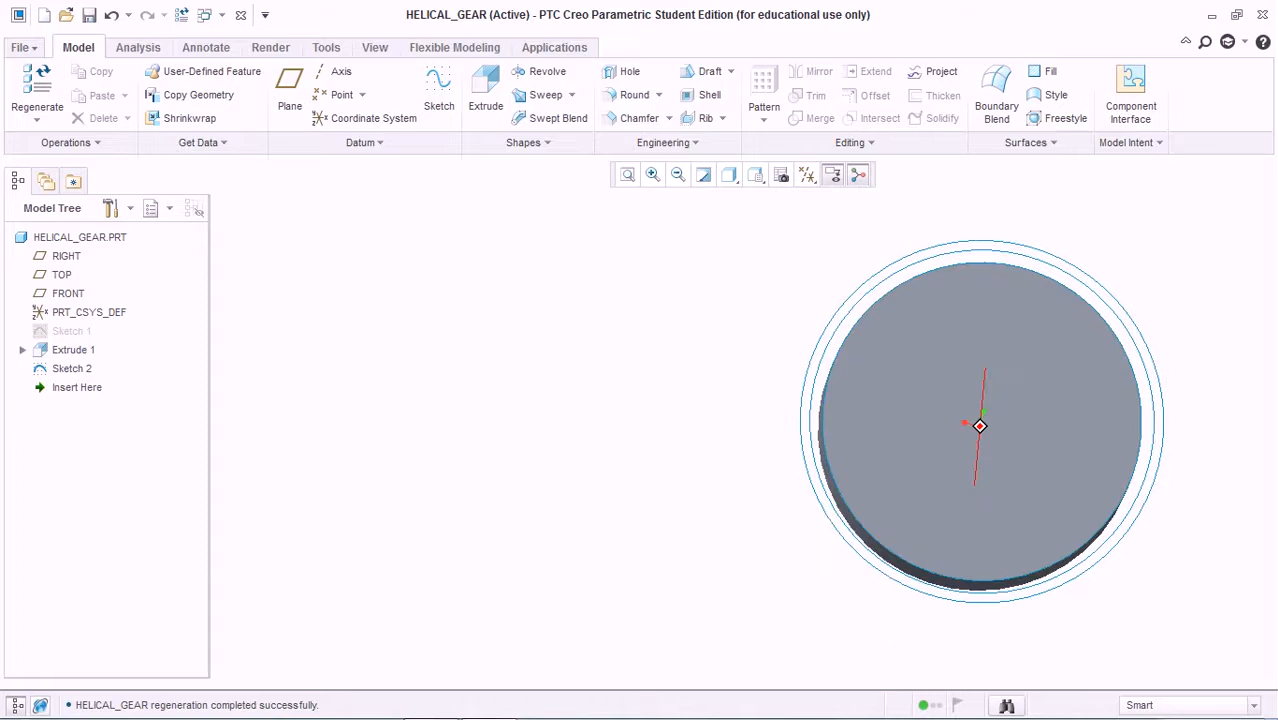 HELICAL_GEAR (Active) - PTC Creo Parametric Student Edition (for educational use only)
File Model Analysis Annotate Render Tools View Flexible Modeling Applications
Regenerate Copy Paste Delete User-Defined Feature Copy Geometry Shrinkwrap Plane Axis Point Coordinate System Sketch Extrude Revolve Sweep Swept Blend Hole Round Chamfer Draft Shell Rib Pattern Mirror Trim Merge Extend Offset Intersect Project Thicken Solidify Boundary Blend Fill Style Freestyle Component Interface
Operations Get Data Datum Shapes Engineering Editing Surfaces Model Intent
Model Tree
HELICAL_GEAR.PRT
RIGHT
TOP
FRONT
PRT_CSYS_DEF
Sketch 1
Extrude 1
Sketch 2
Insert Here
• HELICAL_GEAR regeneration completed successfully.
Smart